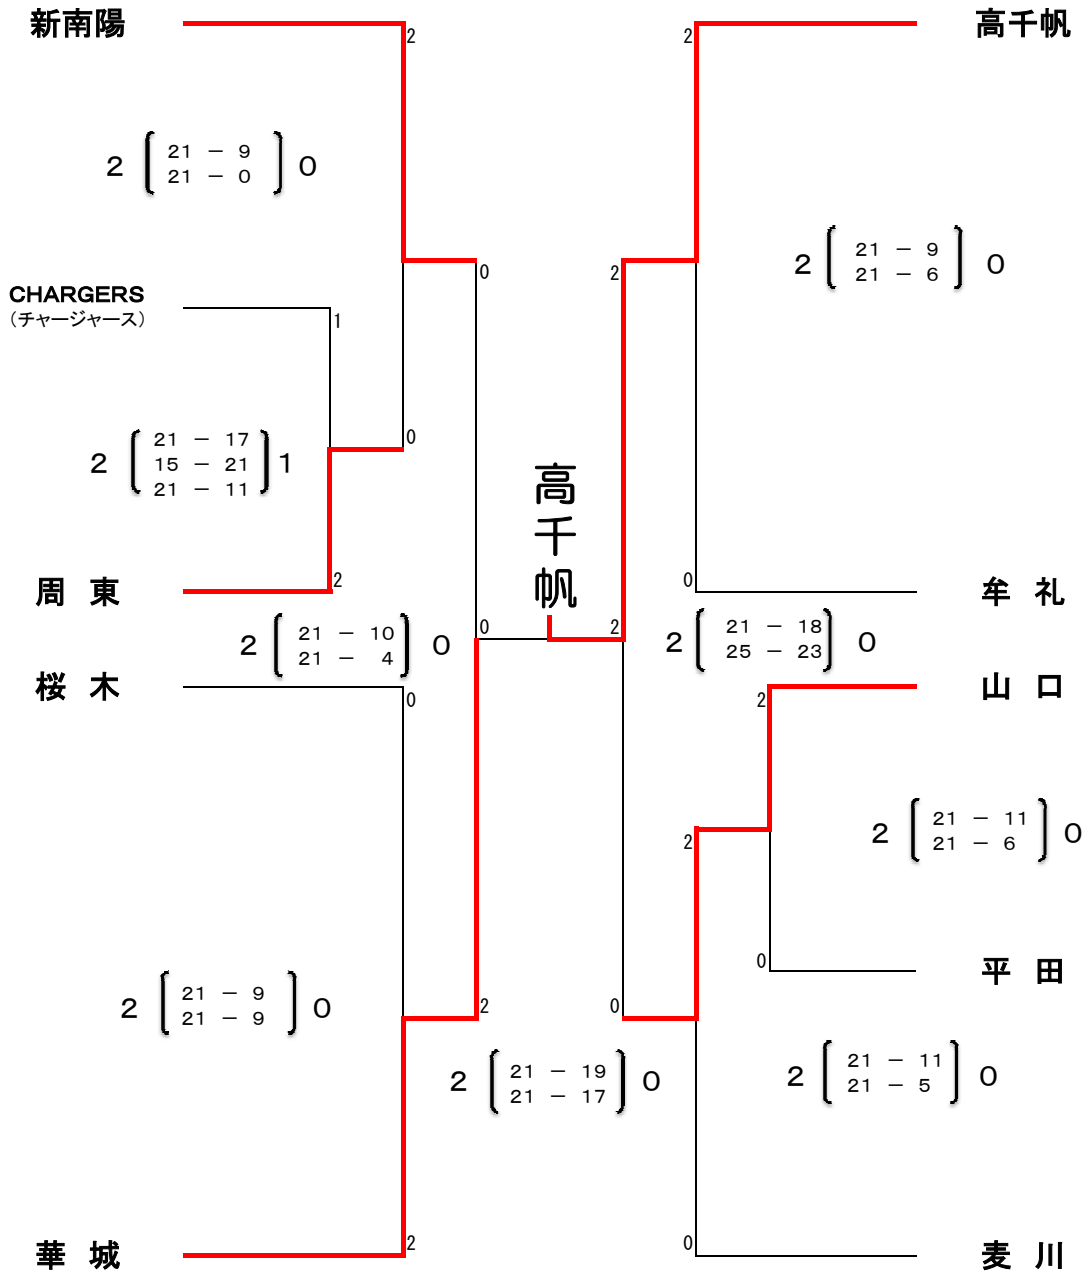 新南陽
高千帆
2
2
2 21 － 9 0
21 － 0
2 21 － 9 0
21 － 6
0
2
CHARGERS
（チャージャース）
1
0
2 21 － 17 1
15 － 21
21 － 11
高千帆
周 東
2
0
牟 礼
2 21 － 10 0
21 － 4
0
2
2 21 － 18 0
25 － 23
桜 木
0
2
山 口
2 21 － 11 0
21 － 6
2
0
平 田
2 21 － 9 0
21 － 9
2
0
2 21 － 19 0
21 － 17
2 21 － 11 0
21 － 5
華 城
2
0
麦 川